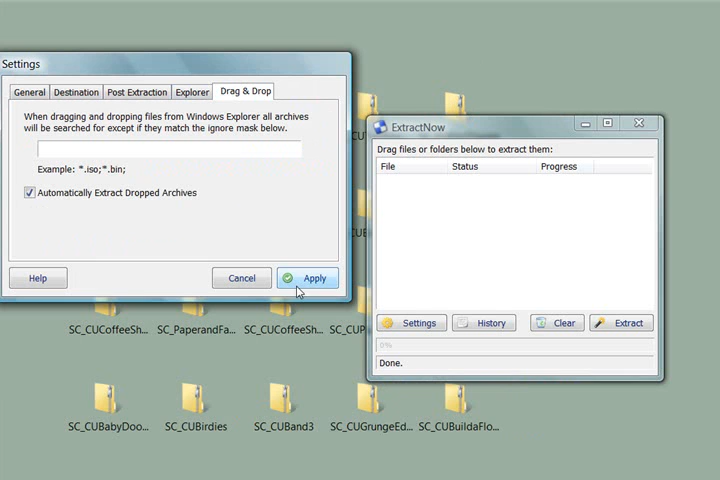 Settings
General Destination Post Extraction Explorer Drag & Drop
When dragging and dropping files from Windows Explorer all archives
will be searched for except if they match the ignore mask below.
Example: *.iso;*.bin;
Automatically Extract Dropped Archives
Help Cancel Apply
ExtractNow
Drag files or folders below to extract them:
File Status Progress
Settings History Clear Extract
0%
Done.
SC_CUCoffeeSh... SC_PaperandFa... SC_CUCoffeeSh...
SC_CUBabyDoo... SC_CUBirdies SC_CUBand3 SC_CUGrungeEd... SC_CUBuildaFlo...